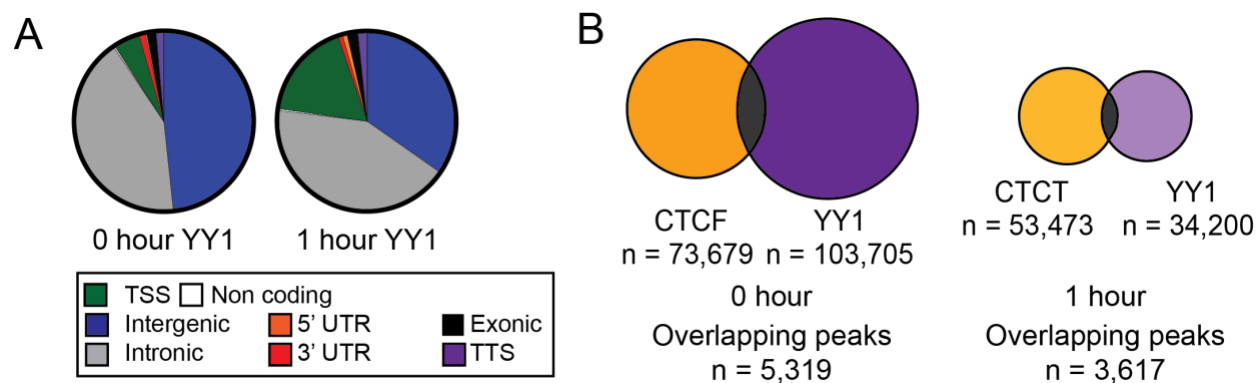 A
0 hour YY1
1 hour YY1
TSS Non coding
Intergenic 5' UTR Exonic
Intronic 3' UTR TTS
B
CTCF YY1
n = 73,679 n = 103,705
0 hour
Overlapping peaks
n = 5,319
CTCT YY1
n = 53,473 n = 34,200
1 hour
Overlapping peaks
n = 3,617